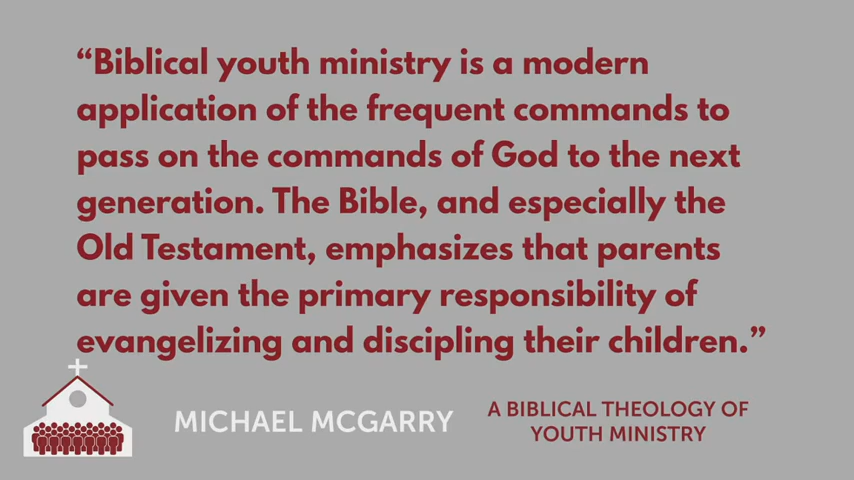 “Biblical youth ministry is a modern
application of the frequent commands to
pass on the commands of God to the next
generation. The Bible, and especially the
Old Testament, emphasizes that parents
are given the primary responsibility of
evangelizing and discipling their children.”
MICHAEL MCGARRY
A BIBLICAL THEOLOGY OF
YOUTH MINISTRY